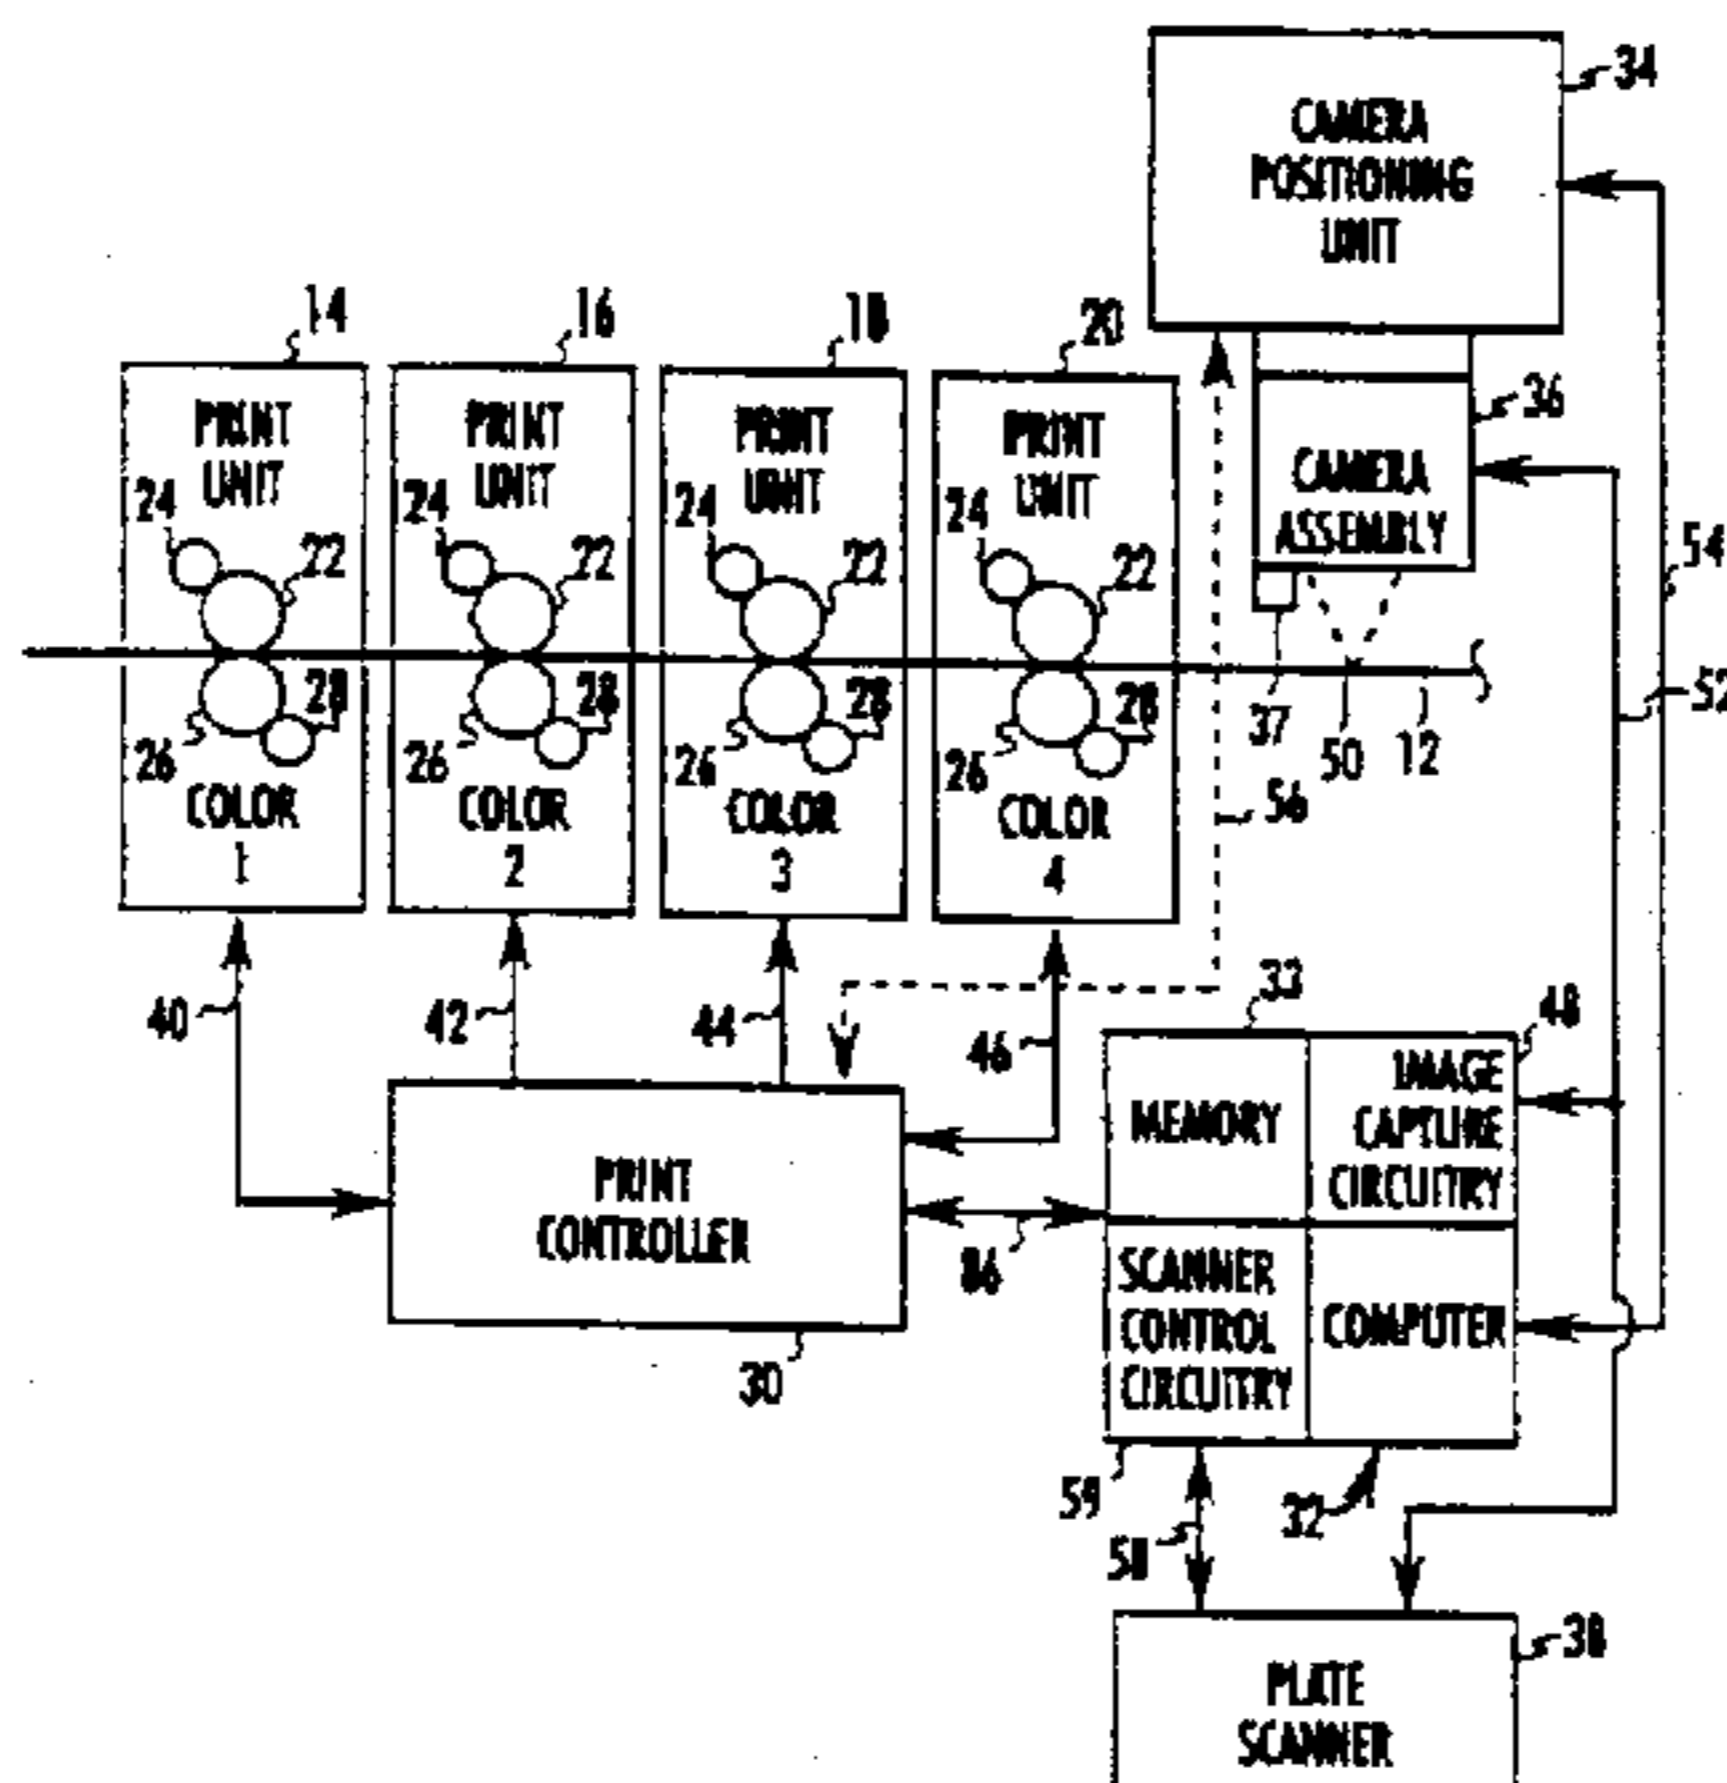 34
CAMERA
POSITIONING
UNIT
14
16
18
20
PRINT
UNIT
24
22
28
26
COLOR
1
PRINT
UNIT
24
22
28
26
COLOR
2
PRINT
UNIT
24
22
28
26
COLOR
3
PRINT
UNIT
24
22
28
26
COLOR
4
36
CAMERA
ASSEMBLY
54
52
37
50
12
56
40
42
44
46
33
48
MEMORY
IMAGE
CAPTURE
CIRCUITRY
PRINT
CONTROLLER
30
86
SCANNER
CONTROL
CIRCUITRY
COMPUTER
59
32
58
38
PLATE
SCANNER